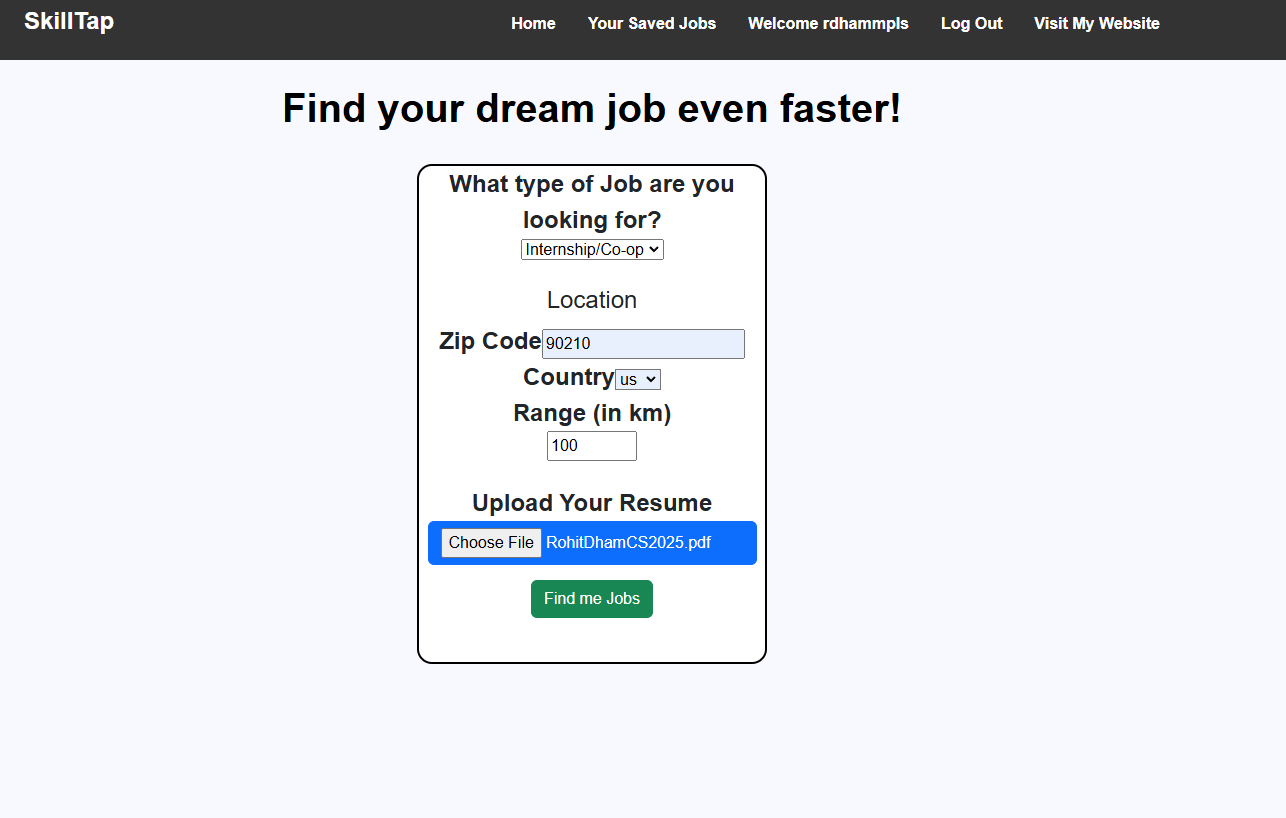 SkillTap Home Your Saved Jobs Welcome rdhammpls Log Out Visit My Website
Find your dream job even faster!
What type of Job are you
looking for?
Internship/Co-op
Location
Zip Code 90210
Country us
Range (in km)
100
Upload Your Resume
Choose File RohitDhamCS2025.pdf
Find me Jobs